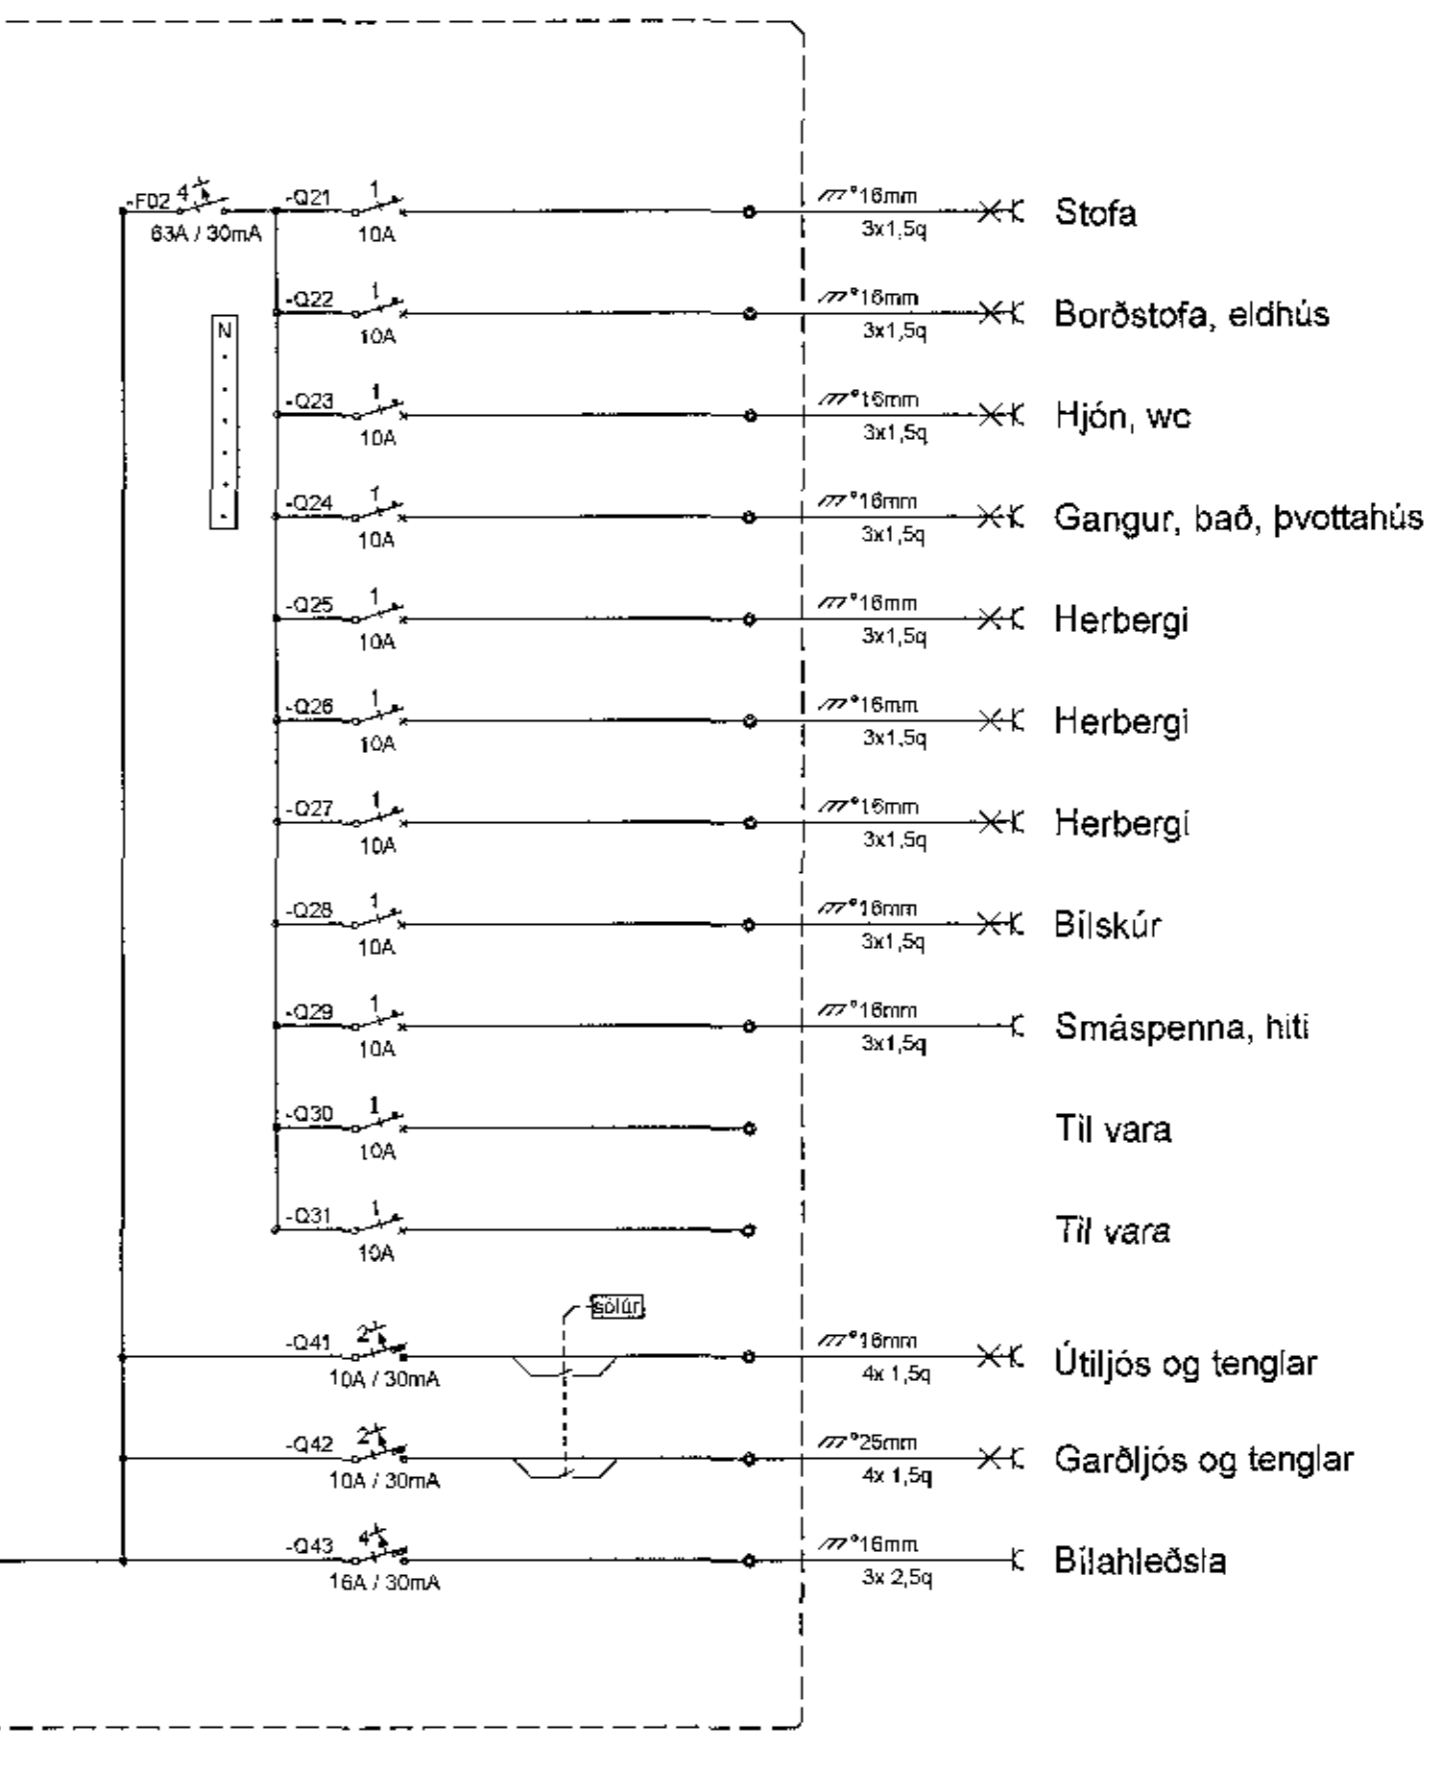 -F02 4 -Q21 1 ⌀16mm Stofa
63A / 30mA 10A 3x1,5q
-Q22 1 ⌀16mm Borðstofa, eldhús
N 10A 3x1,5q
-Q23 1 ⌀16mm Hjón, wc
10A 3x1,5q
-Q24 1 ⌀16mm Gangur, bað, þvottahús
10A 3x1,5q
-Q25 1 ⌀16mm Herbergi
10A 3x1,5q
-Q26 1 ⌀16mm Herbergi
10A 3x1,5q
-Q27 1 ⌀16mm Herbergi
10A 3x1,5q
-Q28 1 ⌀16mm Bílskúr
10A 3x1,5q
-Q29 1 ⌀16mm Smáspenna, hiti
10A 3x1,5q
-Q30 1 Til vara
10A
-Q31 1 Til vara
10A
sólúr
-Q41 2 ⌀16mm Útiljós og tenglar
10A / 30mA 4x 1,5q
-Q42 2 ⌀25mm Garðljós og tenglar
10A / 30mA 4x 1,5q
-Q43 4 ⌀16mm Bílahleðsla
16A / 30mA 3x 2,5q